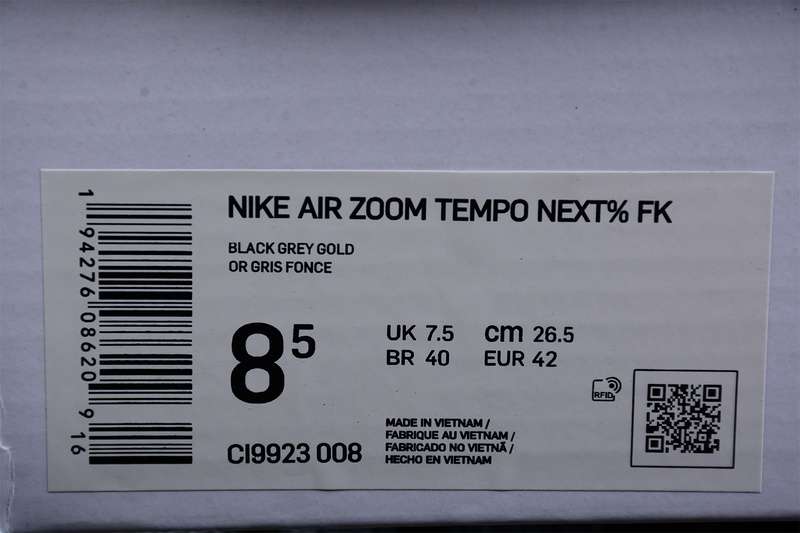 NIKE AIR ZOOM TEMPO NEXT% FK
BLACK GREY GOLD
OR GRIS FONCE
8 5
UK 7.5 cm 26.5
BR 40 EUR 42
CI9923 008
MADE IN VIETNAM /
FABRIQUE AU VIETNAM /
FABRICADO NO VIETNÃ /
HECHO EN VIETNAM
RFID
1 94276 08620 9 16